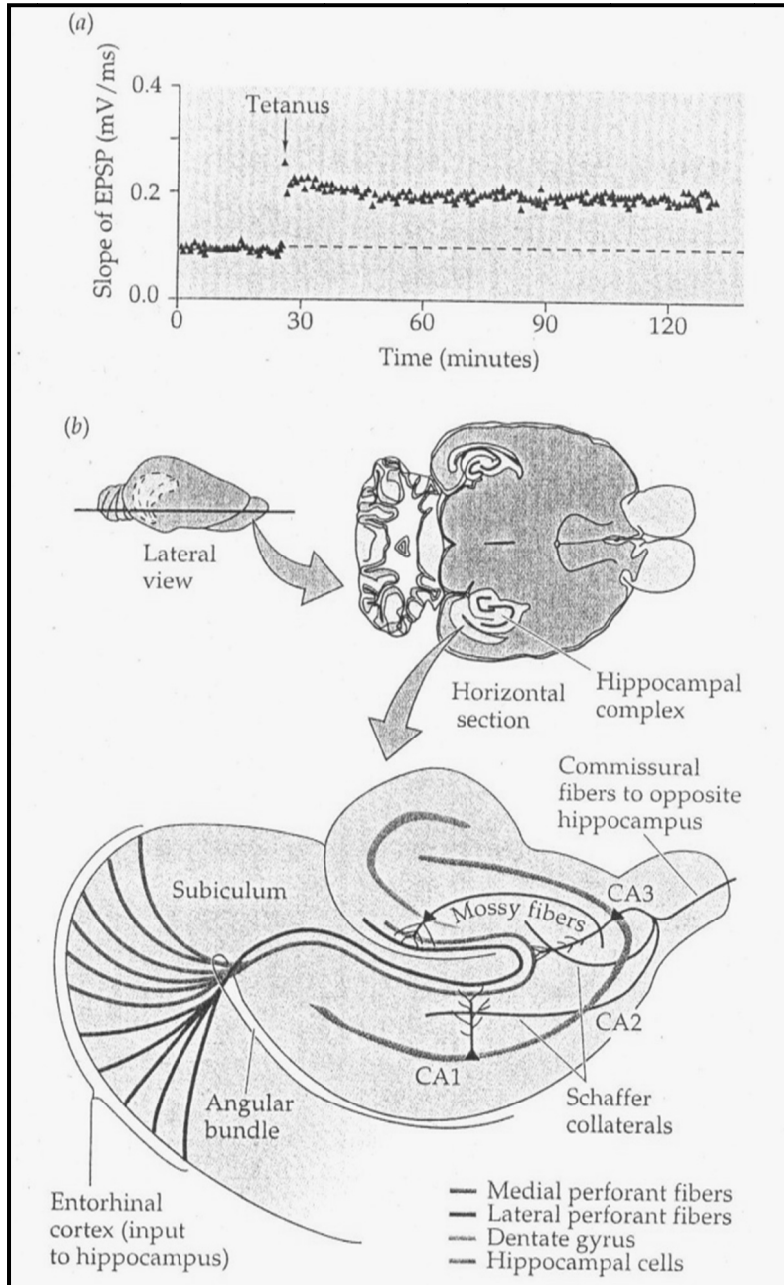 (a)
0.4
Tetanus
0.2
0.0
Slope of EPSP (mV/ms)
0
30
60
90
120
Time (minutes)
(b)
Lateral
view
Horizontal
section
Hippocampal
complex
Commissural
fibers to opposite
hippocampus
Subiculum
Mossy fibers
CA3
CA2
CA1
Schaffer
collaterals
Angular
bundle
Entorhinal
cortex (input
to hippocampus)
Medial perforant fibers
Lateral perforant fibers
Dentate gyrus
Hippocampal cells